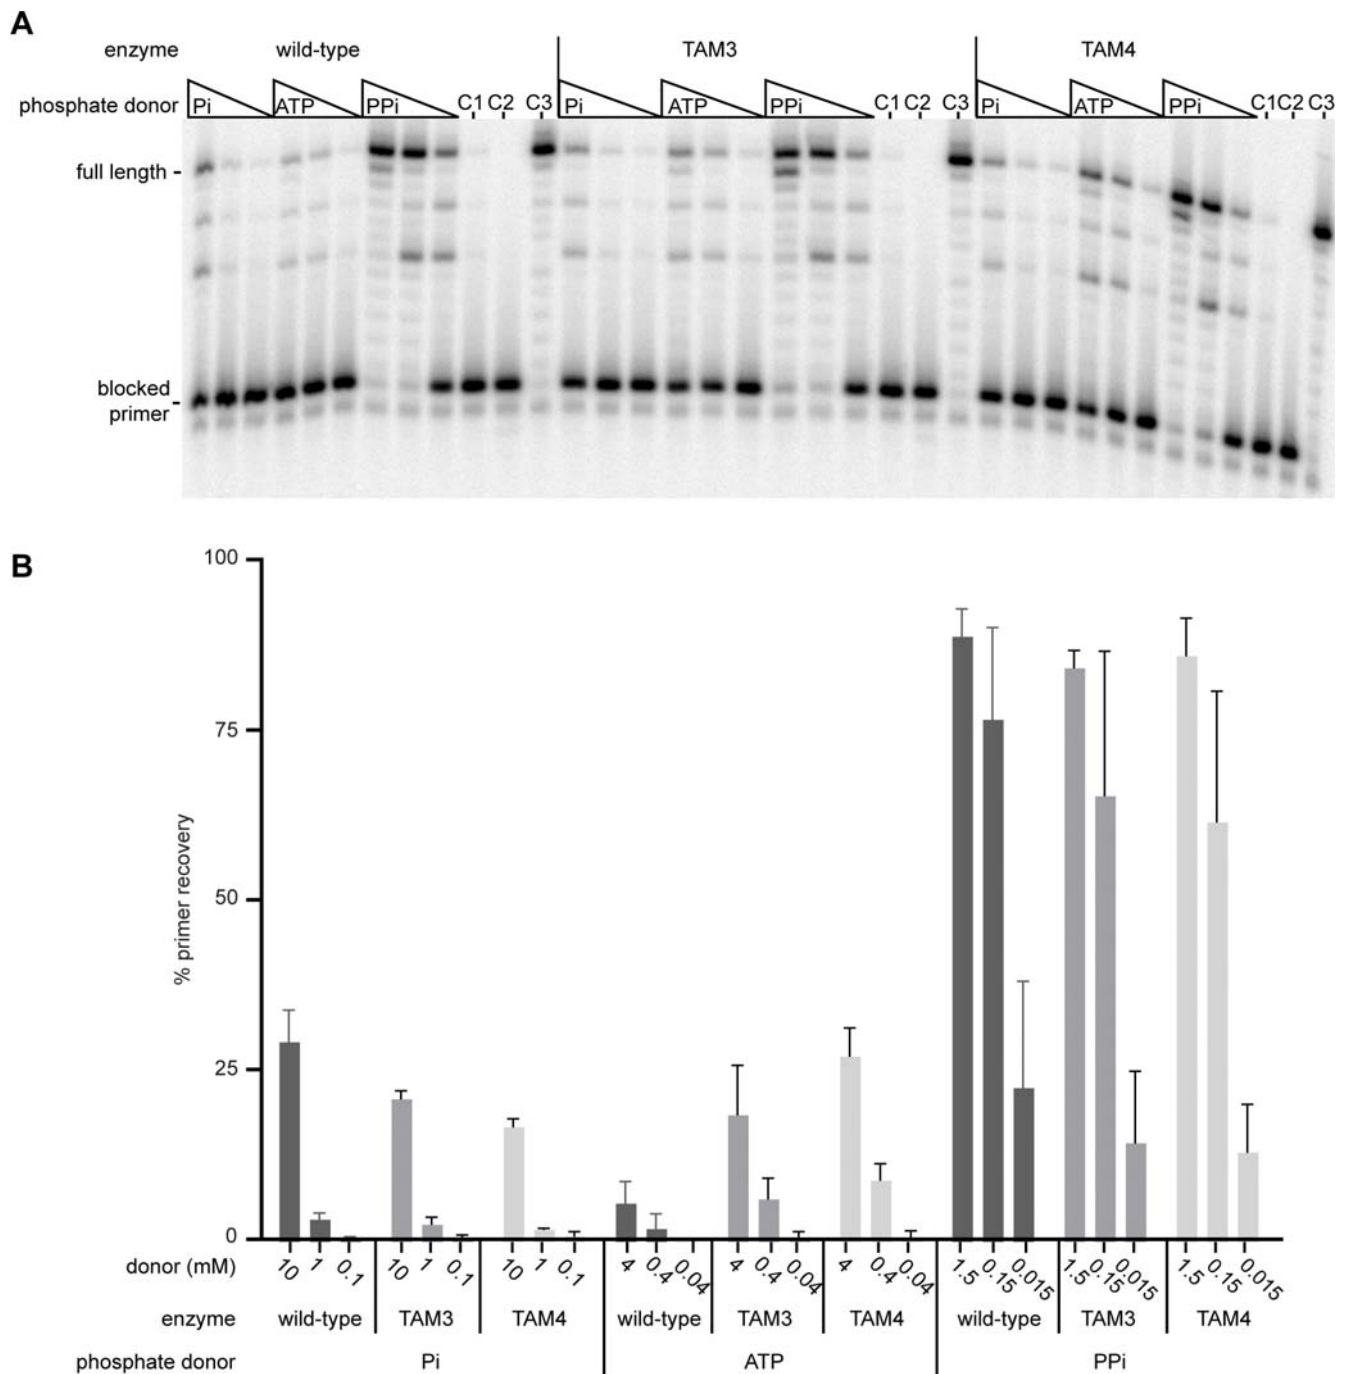 A
enzyme wild-type TAM3 TAM4
phosphate donor Pi ATP PPi C1 C2 C3 Pi ATP PPi C1 C2 C3 Pi ATP PPi C1 C2 C3
full length
blocked
primer
B
100
75
50
25
0
% primer recovery
donor (mM) 10 1 0.1 10 1 0.1 10 1 0.1 4 0.4 0.04 4 0.4 0.04 4 0.4 0.04 1.5 0.15 0.015 1.5 0.15 0.015 1.5 0.15 0.015
enzyme wild-type TAM3 TAM4 wild-type TAM3 TAM4 wild-type TAM3 TAM4
phosphate donor Pi ATP PPi